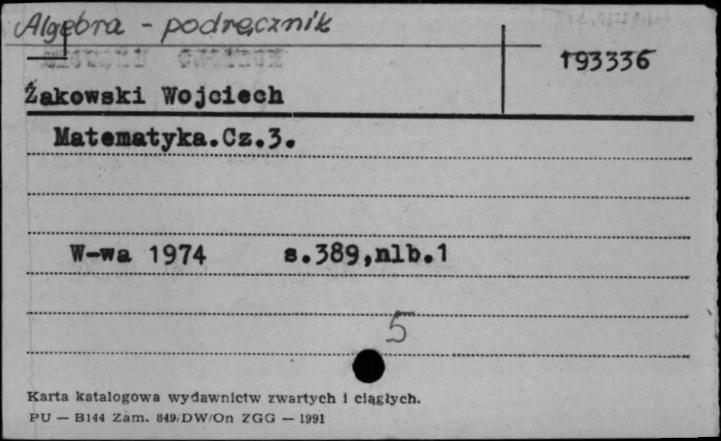 Algebra - podręcznik
193336
Żakowski Wojciech
Matematyka.Cz.3.
W-wa 1974 s.389,nlb.1
5
Karta katalogowa wydawnictw zwartych i ciągłych.
PU — B144 Zam. 849/DW/On ZGG — 1991